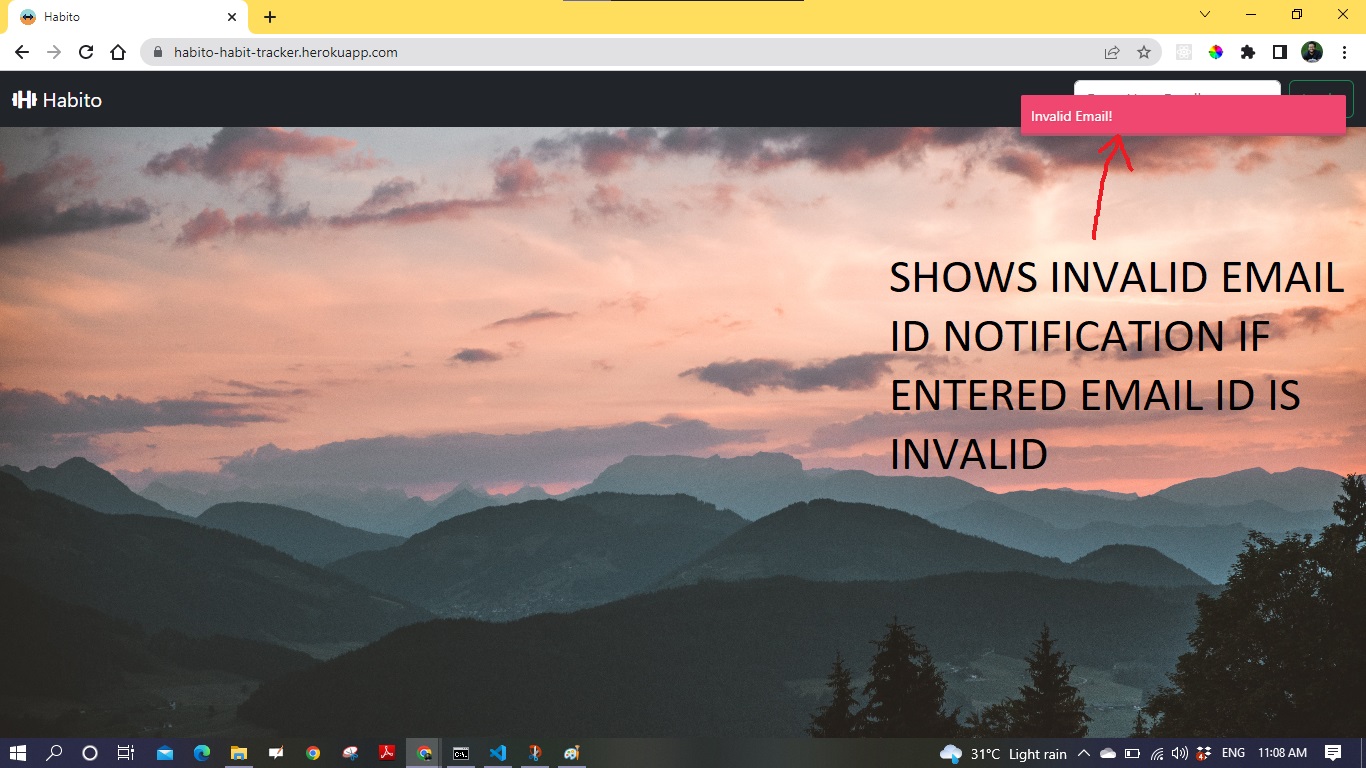 Habito
habito-habit-tracker.herokuapp.com
Habito
Invalid Email!
SHOWS INVALID EMAIL
ID NOTIFICATION IF
ENTERED EMAIL ID IS
INVALID
31°C Light rain
ENG
11:08 AM